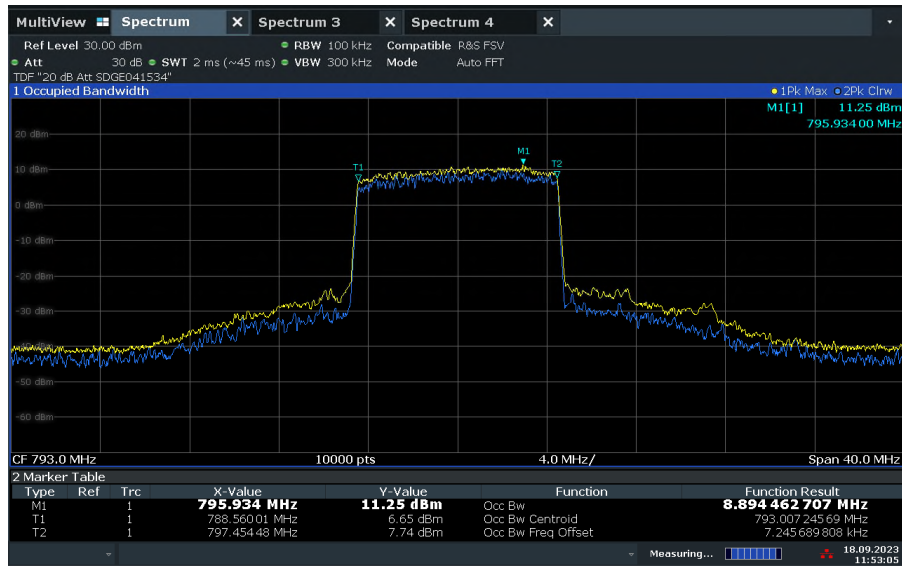 MultiView Spectrum X Spectrum 3 X Spectrum 4 X
Ref Level 30.00 dBm RBW 100 kHz Compatible R&S FSV
Att 30 dB SWT 2 ms (~45 ms) VBW 300 kHz Mode Auto FFT
TDF "20 dB Att SDGE041534"
1 Occupied Bandwidth 1Pk Max 2Pk Clrw
M1[1] 11.25 dBm
795.93400 MHz
20 dBm
M1
T1 T2
10 dBm
0 dBm
-10 dBm
-20 dBm
-30 dBm
-50 dBm
-60 dBm
CF 793.0 MHz 10000 pts 4.0 MHz/ Span 40.0 MHz
2 Marker Table
Type Ref Trc X-Value Y-Value Function Function Result
M1 1 795.934 MHz 11.25 dBm Occ Bw 8.894 462 707 MHz
T1 1 788.560 01 MHz 6.65 dBm Occ Bw Centroid 793.007 245 69 MHz
T2 1 797.454 48 MHz 7.74 dBm Occ Bw Freq Offset 7.245 689 808 kHz
Measuring... 18.09.2023
11:53:05